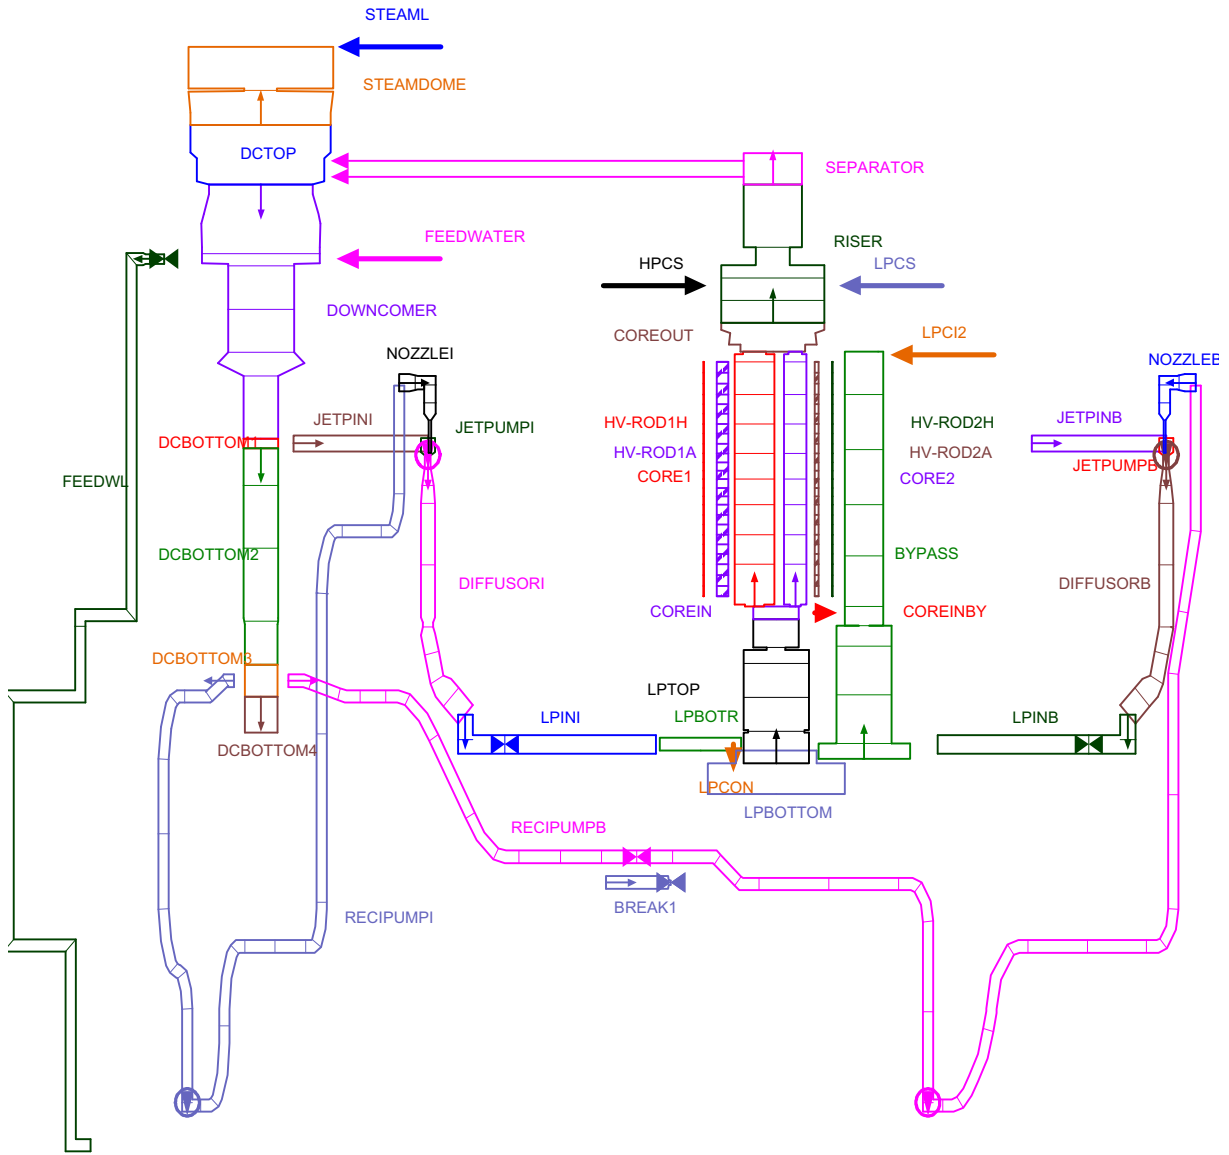 STEAML
STEAMDOME
DCTOP
SEPARATOR
FEEDWATER
RISER
HPCS
LPCS
DOWNCOMER
COREOUT
LPCI2
NOZZLEI
NOZZLEB
JETPINI
JETPUMPI
HV-ROD1H
HV-ROD2H
JETPINB
DCBOTTOM1
HV-ROD1A
HV-ROD2A
JETPUMPB
FEEDWL
CORE1
CORE2
DCBOTTOM2
BYPASS
DIFFUSORI
DIFFUSORB
COREIN
COREINBY
DCBOTTOM3
LPTOP
LPINI
LPBOTR
LPINB
DCBOTTOM4
LPCON
LPBOTTOM
RECIPUMPB
BREAK1
RECIPUMPI